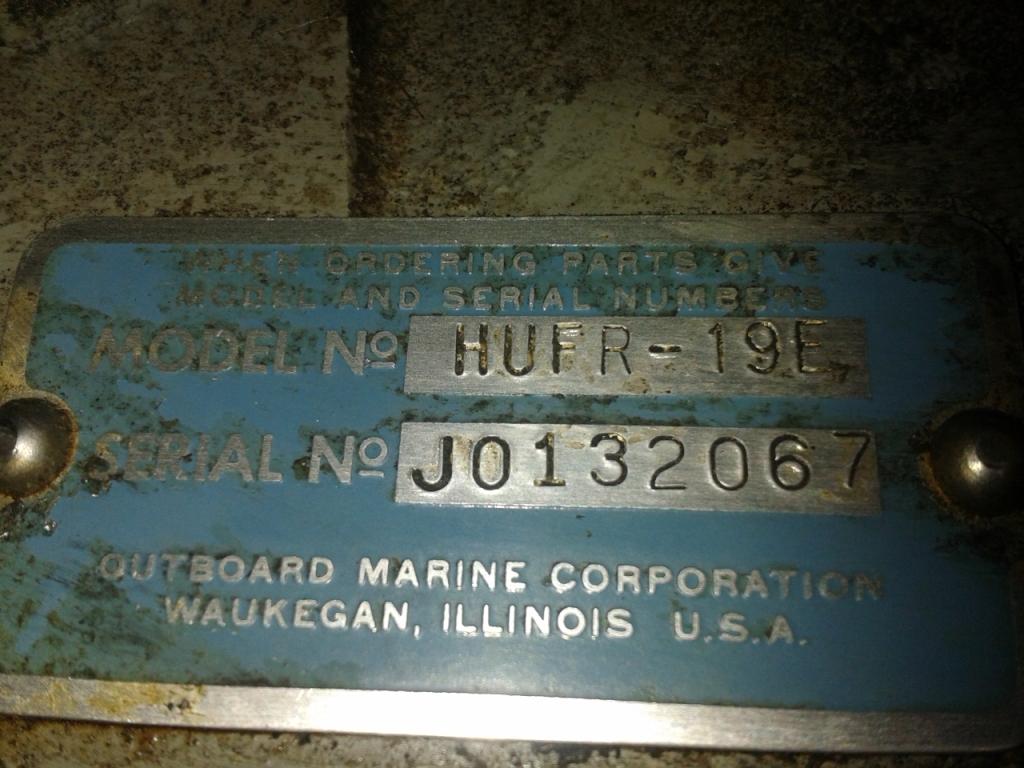 WHEN ORDERING PARTS GIVE
MODEL AND SERIAL NUMBERS
MODEL Nº HUFR-19E
SERIAL Nº J0132067
OUTBOARD MARINE CORPORATION
WAUKEGAN, ILLINOIS U.S.A.